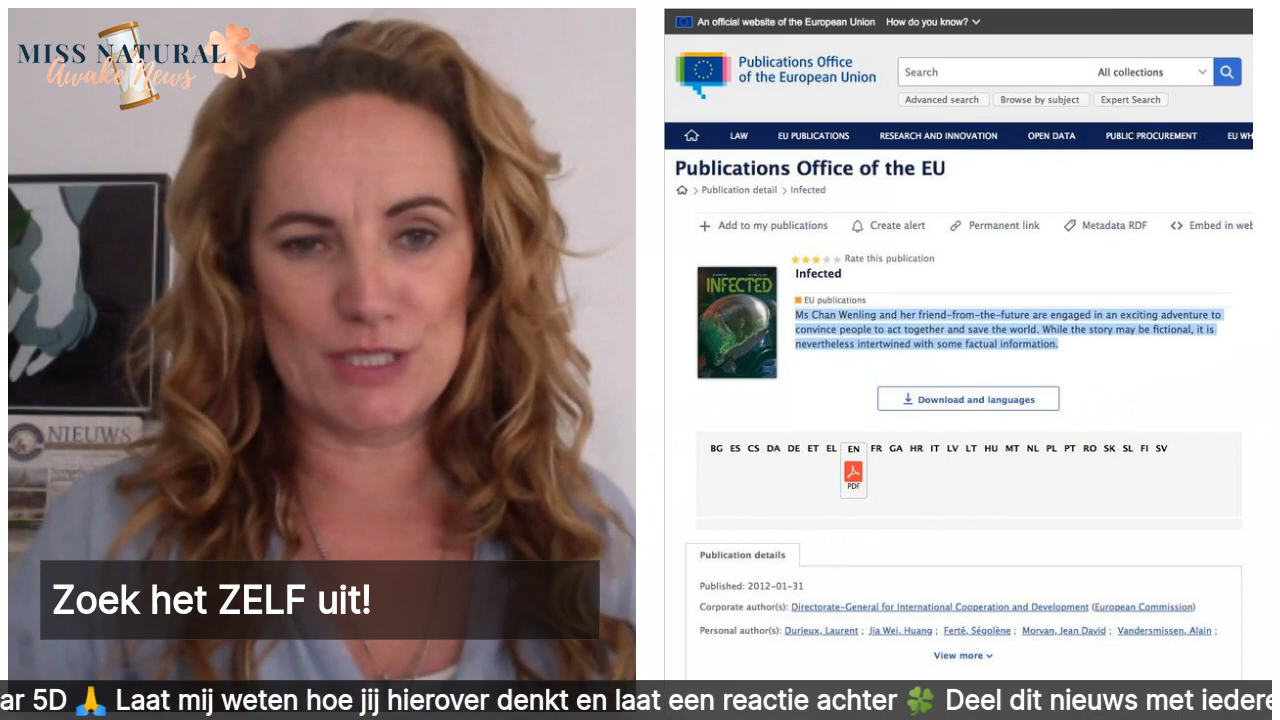 MISS NATURAL
Awake News
NIEUWS
Zoek het ZELF uit!
An official website of the European Union How do you know?
Publications Office
of the European Union
Search All collections
Advanced search Browse by subject Expert Search
LAW EU PUBLICATIONS RESEARCH AND INNOVATION OPEN DATA PUBLIC PROCUREMENT EU WH
Publications Office of the EU
Publication detail > Infected
Add to my publications Create alert Permanent link Metadata RDF Embed in web
Rate this publication
Infected
INFECTED
EU publications
Ms Chan Wenling and her friend-from-the-future are engaged in an exciting adventure to
convince people to act together and save the world. While the story may be fictional, it is
nevertheless intertwined with some factual information.
Download and languages
BG ES CS DA DE ET EL EN FR GA HR IT LV LT HU MT NL PL PT RO SK SL FI SV
PDF
Publication details
Published: 2012-01-31
Corporate author(s): Directorate-General for International Cooperation and Development (European Commission)
Personal author(s): Durieux, Laurent ; Jia Wei, Huang ; Ferté, Ségolène ; Morvan, Jean David ; Vandersmissen, Alain ;
View more
ar 5D 🙏 Laat mij weten hoe jij hierover denkt en laat een reactie achter 🍀 Deel dit nieuws met iedere